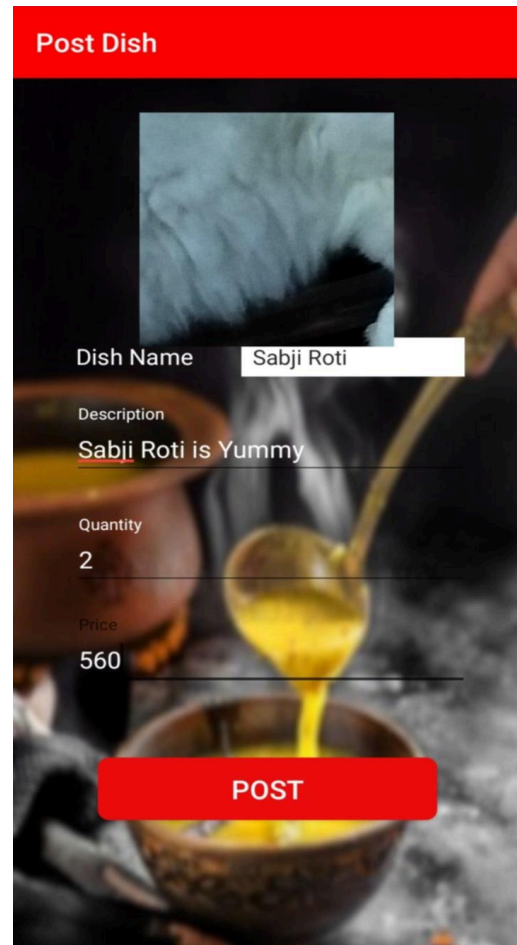 Post Dish
Dish Name Sabji Roti
Description
Sabji Roti is Yummy
Quantity
2
Price
560
POST